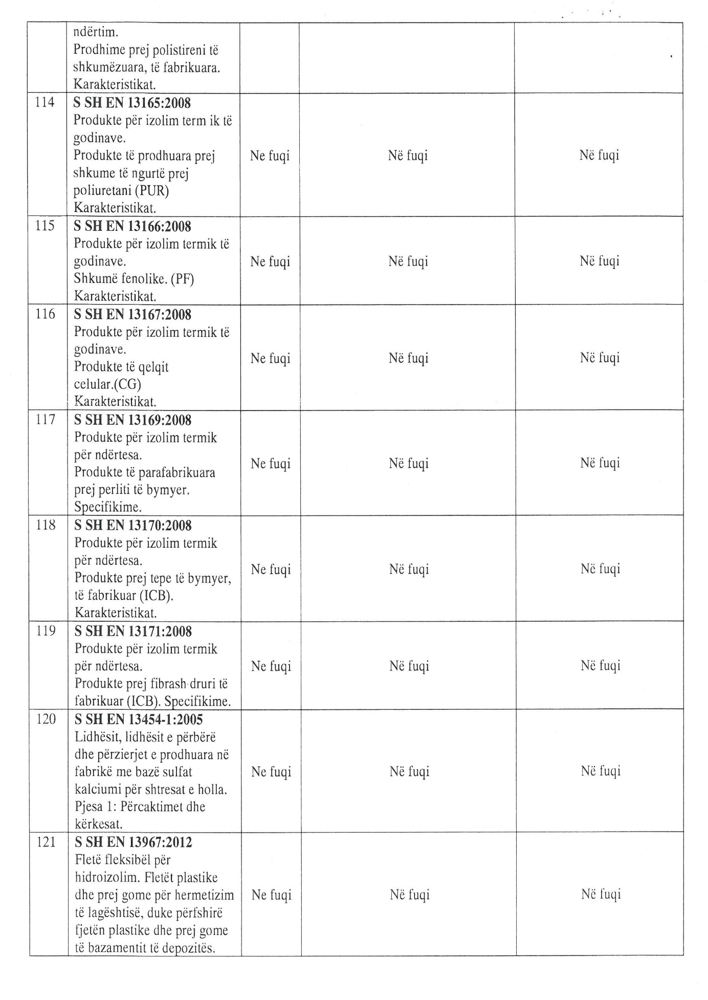 ndërtim.
Prodhime prej polistireni të
shkumëzuara, të fabrikuara.
Karakteristikat.
114
S SH EN 13165:2008
Produkte për izolim term ik të
godinave.
Produkte të prodhuara prej
shkume të ngurtë prej
poliuretani (PUR)
Karakteristikat.
Ne fuqi
Në fuqi
Në fuqi
115
S SH EN 13166:2008
Produkte për izolim termik të
godinave.
Shkumë fenolike. (PF)
Karakteristikat.
Ne fuqi
Në fuqi
Në fuqi
116
S SH EN 13167:2008
Produkte për izolim termik të
godinave.
Produkte të qelqit
celular.(CG)
Karakteristikat.
Ne fuqi
Në fuqi
Në fuqi
117
S SH EN 13169:2008
Produkte për izolim termik
për ndërtesa.
Produkte të parafabrikuara
prej perliti të bymyer.
Specifikime.
Ne fuqi
Në fuqi
Në fuqi
118
S SH EN 13170:2008
Produkte për izolim termik
për ndërtesa.
Produkte prej tepe të bymyer,
të fabrikuar (ICB).
Karakteristikat.
Ne fuqi
Në fuqi
Në fuqi
119
S SH EN 13171:2008
Produkte për izolim termik
për ndërtesa.
Produkte prej fibrash druri të
fabrikuar (ICB). Specifikime.
Ne fuqi
Në fuqi
Në fuqi
120
S SH EN 13454-1:2005
Lidhësit, lidhësit e përbërë
dhe përzierjet e prodhuara në
fabrikë me bazë sulfat
kalciumi për shtresat e holla.
Pjesa 1: Përcaktimet dhe
kërkesat.
Ne fuqi
Në fuqi
Në fuqi
121
S SH EN 13967:2012
Fletë fleksibël për
hidroizolim. Fletët plastike
dhe prej gome për hermetizim
të lagështisë, duke përfshirë
fjetën plastike dhe prej gome
të bazamentit të depozitës.
Ne fuqi
Në fuqi
Në fuqi